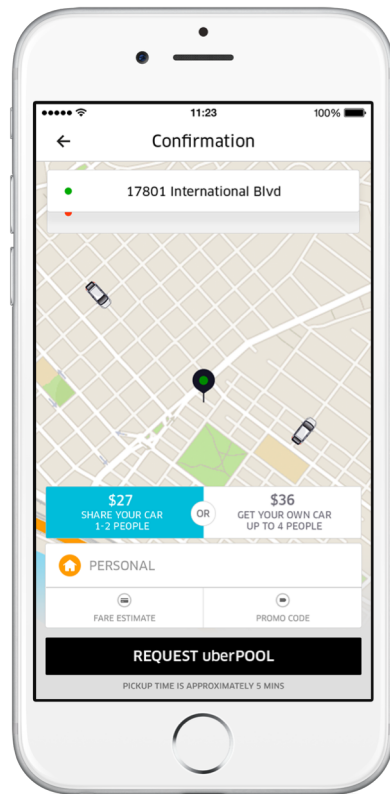 11:23
100%
Confirmation
17801 International Blvd
$27
SHARE YOUR CAR
1-2 PEOPLE
OR
$36
GET YOUR OWN CAR
UP TO 4 PEOPLE
PERSONAL
FARE ESTIMATE
PROMO CODE
REQUEST uberPOOL
PICKUP TIME IS APPROXIMATELY 5 MINS